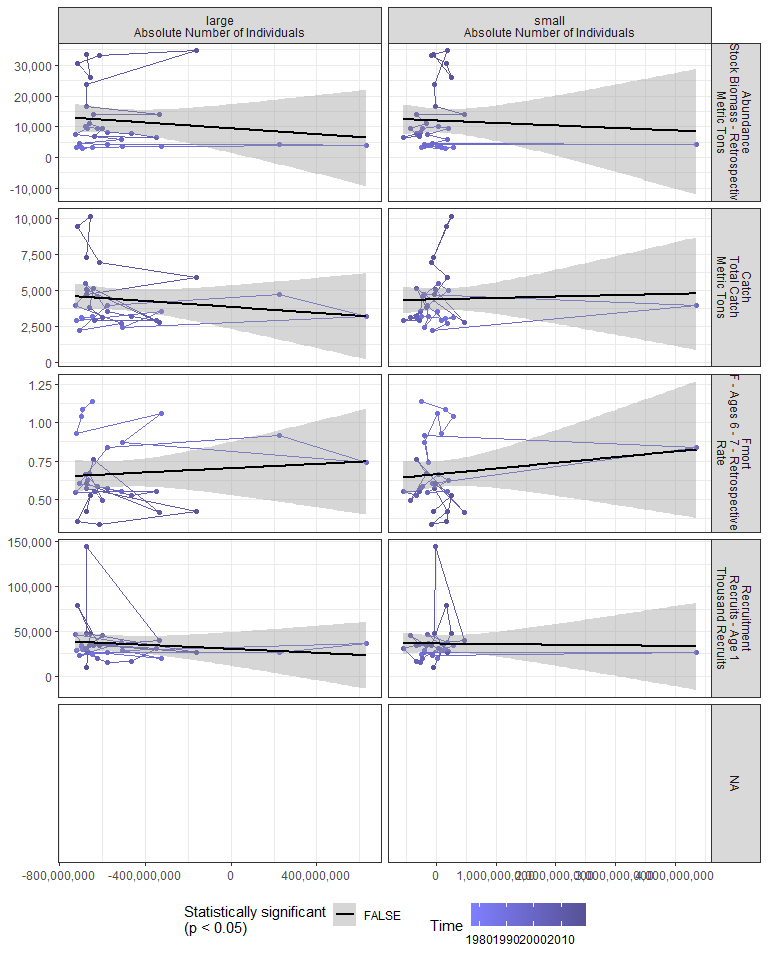 large
Absolute Number of Individuals
small
Absolute Number of Individuals
30,000
20,000
10,000
0
-10,000
Abundance
Stock Biomass - Retrospectiv
Metric Tons
10,000
7,500
5,000
2,500
0
Catch
Total Catch
Metric Tons
1.25
1.00
0.75
0.50
Fmort
F - Ages 6 - 7 - Retrospective
Rate
150,000
100,000
50,000
0
Recruitment
Recruits - Age 1
Thousand Recruits
NA
-800,000,000 -400,000,000 0 400,000,000
0 1,000,000,000 2,000,000,000 3,000,000,000 4,000,000,000
Statistically significant
(p < 0.05)
FALSE
Time
1980 1990 2000 2010